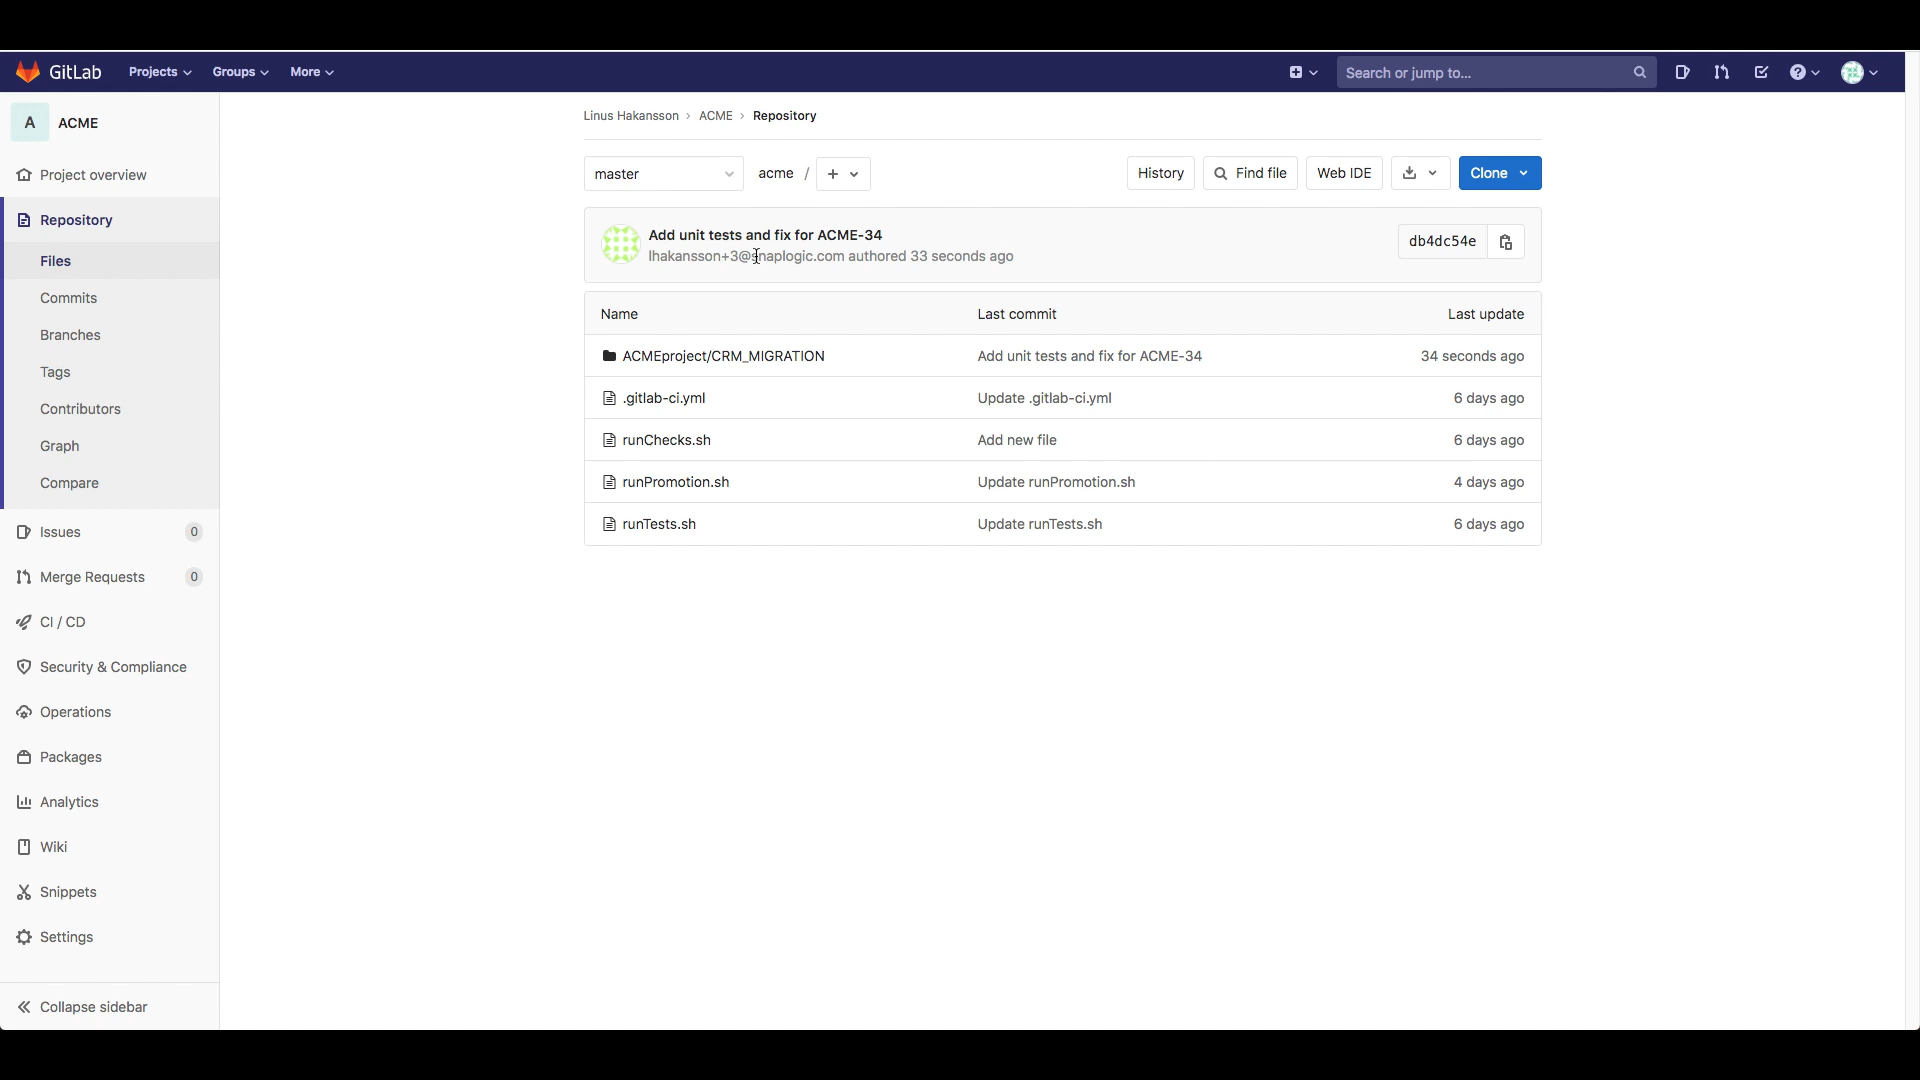 GitLab Projects Groups More Search or jump to...
A ACME
Project overview
Repository
Files
Commits
Branches
Tags
Contributors
Graph
Compare
Issues 0
Merge Requests 0
CI / CD
Security & Compliance
Operations
Packages
Analytics
Wiki
Snippets
Settings
Collapse sidebar
Linus Hakansson › ACME › Repository
master acme / + History Find file Web IDE Clone
Add unit tests and fix for ACME-34
lhakansson+3@snaplogic.com authored 33 seconds ago
db4dc54e
Name Last commit Last update
ACMEproject/CRM_MIGRATION Add unit tests and fix for ACME-34 34 seconds ago
.gitlab-ci.yml Update .gitlab-ci.yml 6 days ago
runChecks.sh Add new file 6 days ago
runPromotion.sh Update runPromotion.sh 4 days ago
runTests.sh Update runTests.sh 6 days ago